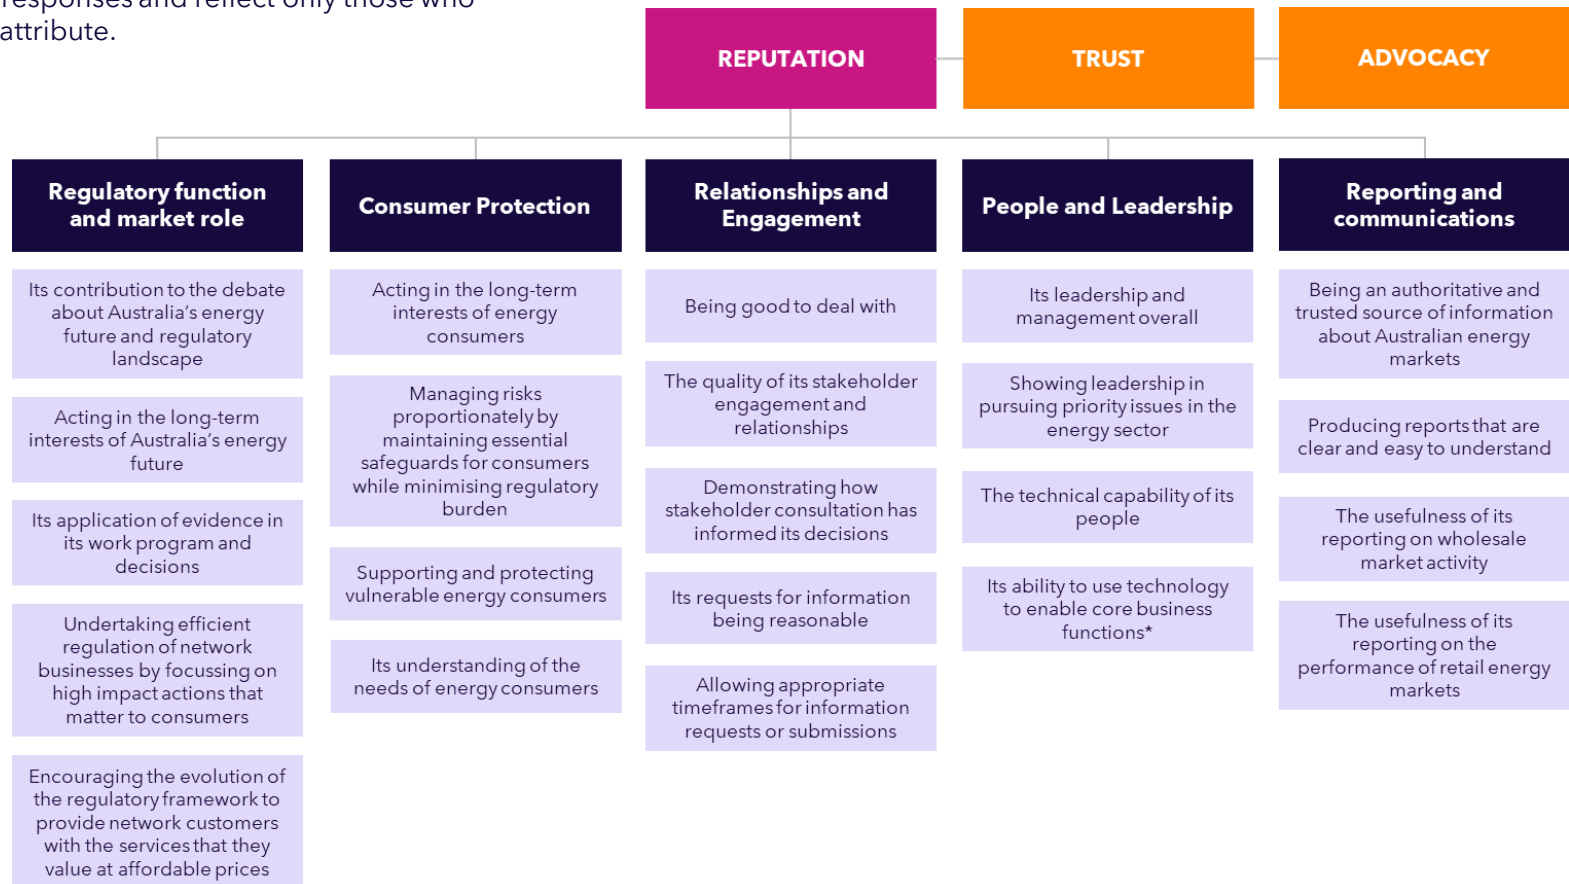 responses and reflect only those who
attribute.
REPUTATION
TRUST
ADVOCACY
Regulatory function
and market role
Its contribution to the debate
about Australia's energy
future and regulatory
landscape
Acting in the long-term
interests of Australia's energy
future
Its application of evidence in
its work program and
decisions
Undertaking efficient
regulation of network
businesses by focussing on
high impact actions that
matter to consumers
Encouraging the evolution of
the regulatory framework to
provide network customers
with the services that they
value at affordable prices
Consumer Protection
Acting in the long-term
interests of energy
consumers
Managing risks
proportionately by
maintaining essential
safeguards for consumers
while minimising regulatory
burden
Supporting and protecting
vulnerable energy consumers
Its understanding of the
needs of energy consumers
Relationships and
Engagement
Being good to deal with
The quality of its stakeholder
engagement and
relationships
Demonstrating how
stakeholder consultation has
informed its decisions
Its requests for information
being reasonable
Allowing appropriate
timeframes for information
requests or submissions
People and Leadership
Its leadership and
management overall
Showing leadership in
pursuing priority issues in the
energy sector
The technical capability of its
people
Its ability to use technology
to enable core business
functions*
Reporting and
communications
Being an authoritative and
trusted source of information
about Australian energy
markets
Producing reports that are
clear and easy to understand
The usefulness of its
reporting on wholesale
market activity
The usefulness of its
reporting on the
performance of retail energy
markets